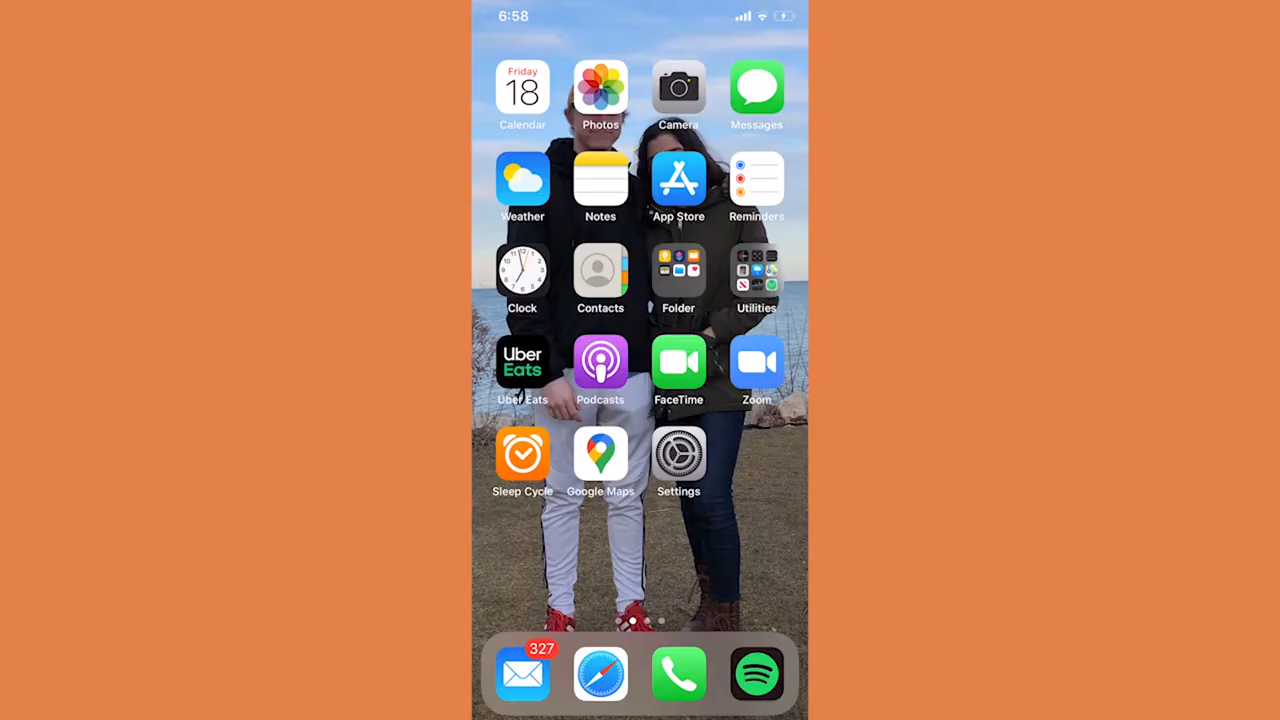 6:58
Friday
18
Calendar
Photos
Camera
Messages
Weather
Notes
App Store
Reminders
Clock
Contacts
Folder
Utilities
Uber
Eats
Uber Eats
Podcasts
FaceTime
Zoom
Sleep Cycle
Google Maps
Settings
327